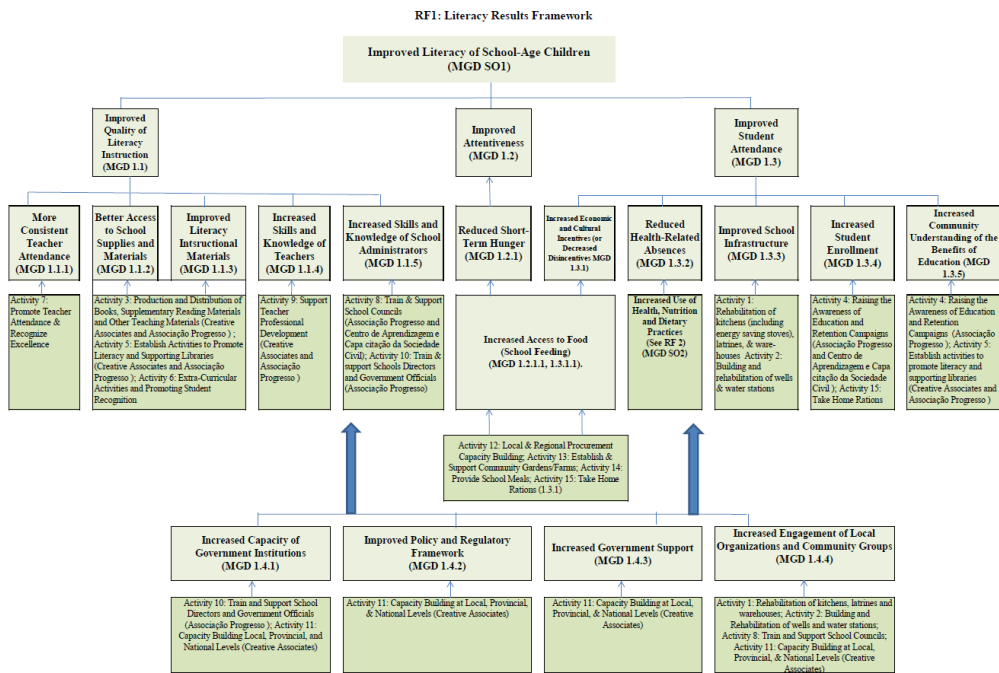 RF1: Literacy Results Framework
Improved Literacy of School-Age Children
(MGD SO1)
Improved
Quality of
Literacy
Instruction
(MGD 1.1)
Improved
Attentiveness
(MGD 1.2)
Improved
Student
Attendance
(MGD 1.3)
More
Consistent
Teacher
Attendance
(MGD 1.1.1)
Better Access
to School
Supplies and
Materials
(MGD 1.1.2)
Improved
Literacy
Intsructional
Materials
(MGD 1.1.3)
Increased
Skills and
Knowledge of
Teachers
(MGD 1.1.4)
Increased Skills and
Knowledge of School
Administrators
(MGD 1.1.5)
Reduced Short-
Term Hunger
(MGD 1.2.1)
Increased Economic
and Cultural
Incentives (or
Decreased
Disincentives MGD
1.3.1)
Reduced
Health-Related
Absences
(MGD 1.3.2)
Improved School
Infrastructure
(MGD 1.3.3)
Increased
Student
Enrollment
(MGD 1.3.4)
Increased
Community
Understanding of
the Benefits of
Education (MGD
1.3.5)
Activity 7:
Promote Teacher
Attendance &
Recognize
Excellence
Activity 3: Production and Distribution of
Books, Supplementary Reading Materials
and Other Teaching Materials (Creative
Associates and Associação Progresso ) ;
Activity 5: Establish Activities to Promote
Literacy and Supporting Libraries
(Creative Associates and Associação
Progresso ); Activity 6: Extra-Curricular
Activities and Promoting Student
Recognition
Activity 9: Support
Teacher
Professional
Development
(Creative
Associates and
Associação
Progresso )
Activity 8: Train & Support
School Councils
(Associação Progresso and
Centro de Aprendizagem e
Capa citação da Sociedade
Civil); Activity 10: Train &
support Schools Directors
and Government Officials
(Associação Progresso)
Increased Access to Food
(School Feeding)
(MGD 1.2.1.1, 1.3.1.1).
Increased Use of
Health, Nutrition
and Dietary
Practices
(See RF 2)
(MGD SO2)
Activity 1:
Rehabilitation of
kitchens (including
energy saving stoves),
latrines, & ware-
houses Activity 2:
Building and
rehabilitation of wells
& water stations
Activity 4: Raising the
Awareness of
Education and
Retention Campaigns
(Associação Progresso
and Centro de
Aprendizagem e Capa
citação da Sociedade
Civil ); Activity 15:
Take Home Rations
Activity 4: Raising the
Awareness of Education
and Retention
Campaigns (Associação
Progresso ); Activity 5:
Establish activities to
promote literacy and
supporting libraries
(Creative Associates and
Associação Progresso )
Activity 12: Local & Regional Procurement
Capacity Building; Activity 13: Establish &
Support Community Gardens/Farms; Activity 14:
Provide School Meals; Activity 15: Take Home
Rations (1.3.1)
Increased Capacity of
Government Institutions
(MGD 1.4.1)
Improved Policy and Regulatory
Framework
(MGD 1.4.2)
Increased Government Support
(MGD 1.4.3)
Increased Engagement of Local
Organizations and Community Groups
(MGD 1.4.4)
Activity 10: Train and Support School
Directors and Government Officials
(Associação Progresso ); Activity 11:
Capacity Building Local, Provincial, and
National Levels (Creative Associates)
Activity 11: Capacity Building at Local, Provincial,
& National Levels (Creative Associates)
Activity 11: Capacity Building at Local,
Provincial, & National Levels (Creative
Associates)
Activity 1: Rehabilitation of kitchens, latrines and
warehouses; Activity 2: Building and
Rehabilitation of wells and water stations;
Activity 8: Train and Support School Councils;
Activity 11: Capacity Building at Local,
Provincial, & National Levels (Creative
Associates)